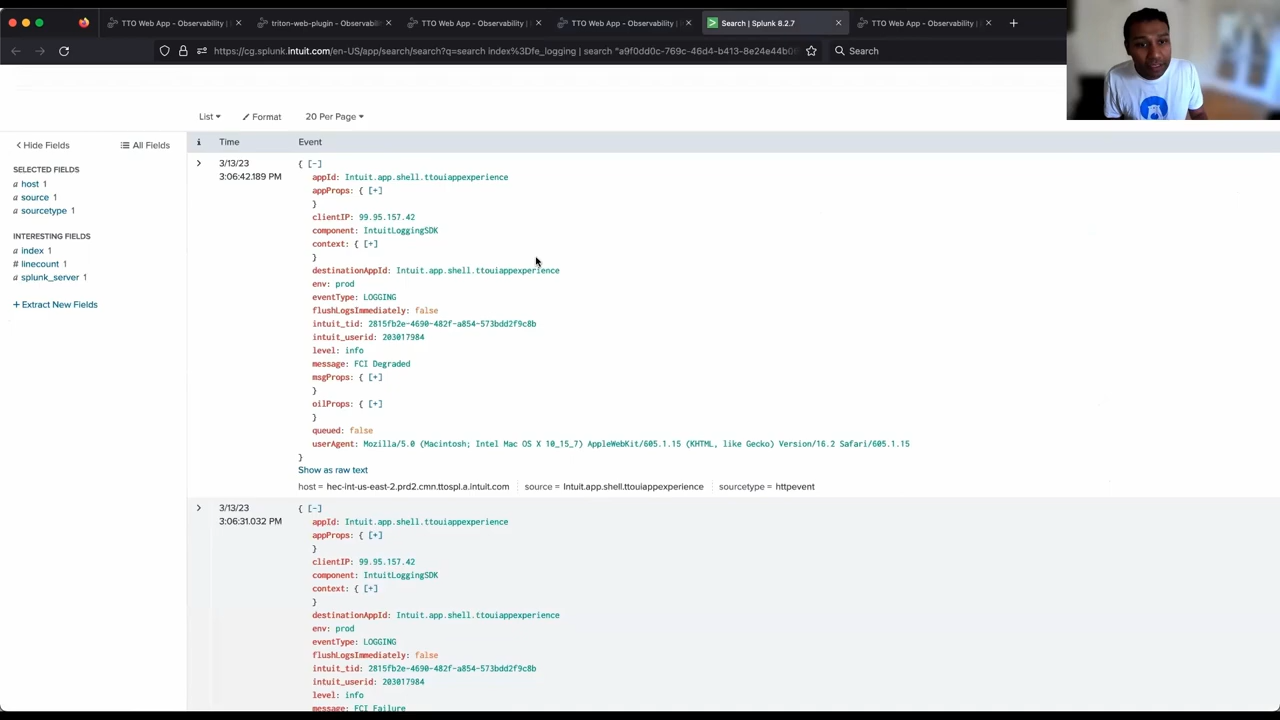 TTO Web App - Observability |
triton-web-plugin - Observabili
TTO Web App - Observability |
TTO Web App - Observability |
Search | Splunk 8.2.7
TTO Web App - Observability |
https://cg.splunk.intuit.com/en-US/app/search/search?q=search index%3Dfe_logging | search "a9f0dd0c-769c-46d4-b413-8e24e44b08
Search
List
Format
20 Per Page
Hide Fields
All Fields
i Time Event
SELECTED FIELDS
a host 1
a source 1
a sourcetype 1
INTERESTING FIELDS
a index 1
# linecount 1
a splunk_server 1
+ Extract New Fields
3/13/23
3:06:42.189 PM
{ [-]
appId: Intuit.app.shell.ttouiappexperience
appProps: { [+]
}
clientIP: 99.95.157.42
component: IntuitLoggingSDK
context: { [+]
}
destinationAppId: Intuit.app.shell.ttouiappexperience
env: prod
eventType: LOGGING
flushLogsImmediately: false
intuit_tid: 2815fb2e-4690-482f-a854-573bdd2f9c8b
intuit_userid: 203017984
level: info
message: FCI Degraded
msgProps: { [+]
}
oilProps: { [+]
}
queued: false
userAgent: Mozilla/5.0 (Macintosh; Intel Mac OS X 10_15_7) AppleWebKit/605.1.15 (KHTML, like Gecko) Version/16.2 Safari/605.1.15
}
Show as raw text
host = hec-int-us-east-2.prd2.cmn.ttospl.a.intuit.com source = Intuit.app.shell.ttouiappexperience sourcetype = httpevent
3/13/23
3:06:31.032 PM
{ [-]
appId: Intuit.app.shell.ttouiappexperience
appProps: { [+]
}
clientIP: 99.95.157.42
component: IntuitLoggingSDK
context: { [+]
}
destinationAppId: Intuit.app.shell.ttouiappexperience
env: prod
eventType: LOGGING
flushLogsImmediately: false
intuit_tid: 2815fb2e-4690-482f-a854-573bdd2f9c8b
intuit_userid: 203017984
level: info
message: FCI Failure